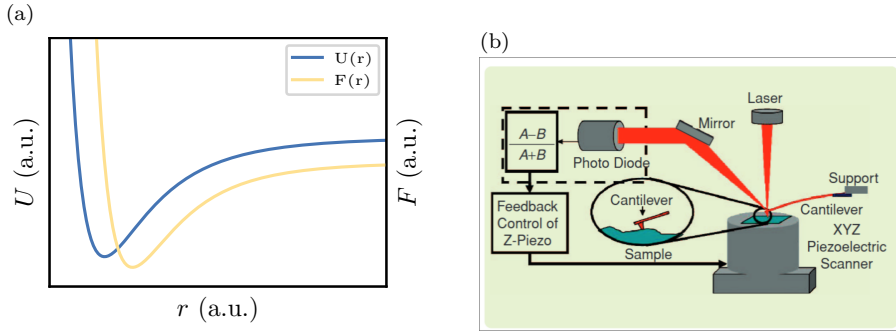 (a)
U(r)
F(r)
U (a.u.)
F (a.u.)
r (a.u.)
(b)
Laser
Mirror
A–B
A+B
Photo Diode
Support
Cantilever
Feedback
Control of
Z-Piezo
Cantilever
XYZ
Piezoelectric
Scanner
Sample